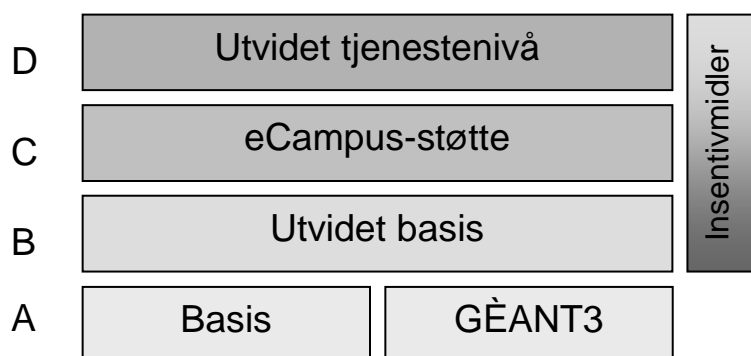 D
Utvidet tjenestenivå
C
eCampus-støtte
B
Utvidet basis
A
Basis
GÈANT3
Insentivmidler